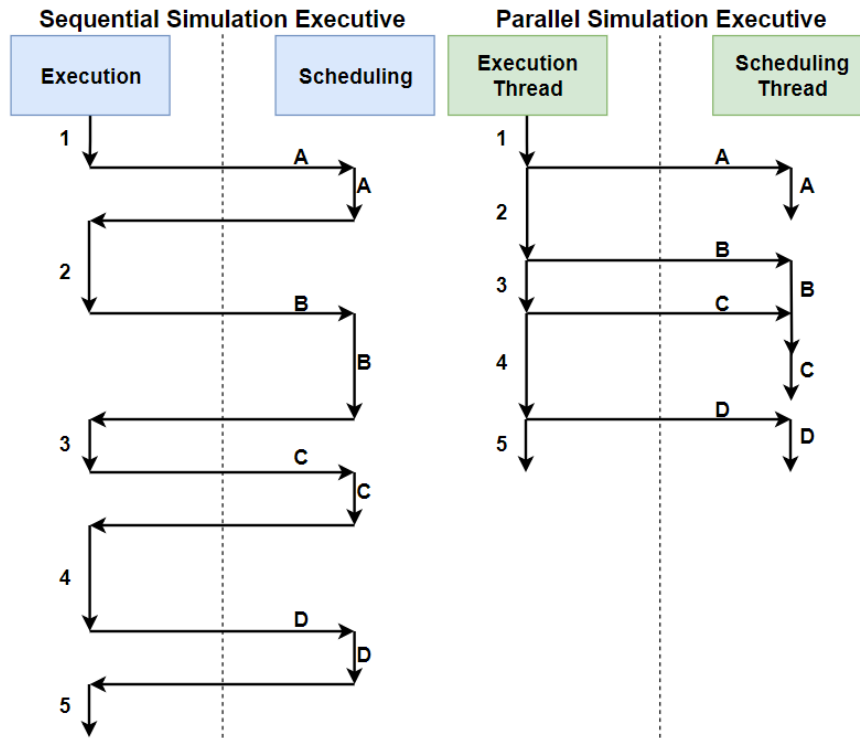 Sequential Simulation Executive
Execution
Scheduling
1
A
A
2
B
B
3
C
C
4
D
D
5
Parallel Simulation Executive
Execution
Thread
Scheduling
Thread
1
A
A
2
B
3
B
C
4
C
D
5
D